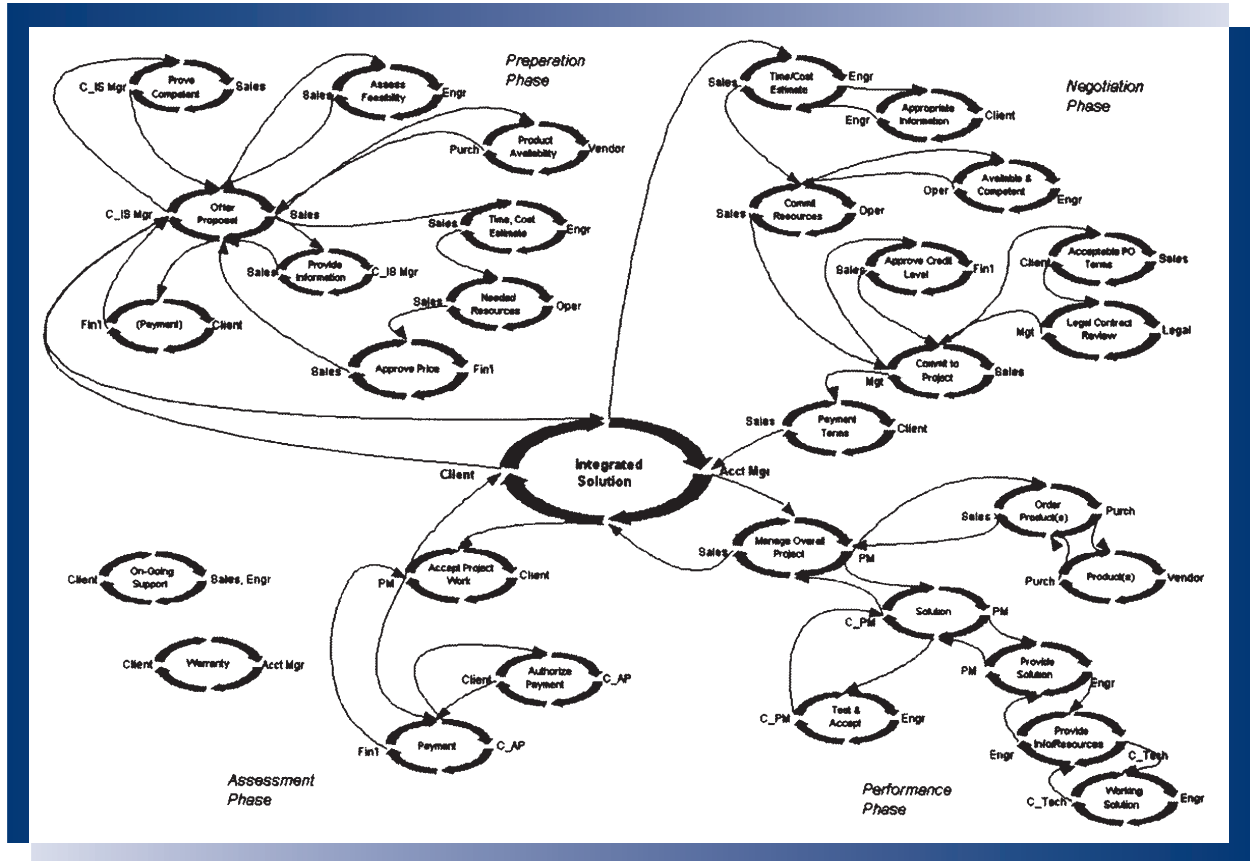 Preparation
Phase
Prove
Competent
C_IS Mgr
Sales
Assess
Feasibility
Sales
Engr
Product
Availability
Purch
Vendor
Offer
Proposal
C_IS Mgr
Sales
Time, Cost
Estimate
Sales
Engr
Provide
Information
Sales
C_IS Mgr
Needed
Resources
Sales
Oper
(Payment)
Fin1
Client
Approve Price
Sales
Fin1
Negotiation
Phase
Time/Cost
Estimate
Sales
Engr
Appropriate
Information
Engr
Client
Available &
Competent
Oper
Engr
Commit
Resources
Sales
Oper
Approve Credit
Level
Sales
Fin1
Acceptable PO
Terms
Client
Sales
Legal Contract
Review
Mgt
Legal
Commit to
Project
Mgt
Sales
Payment
Terms
Sales
Client
Integrated
Solution
Client
Acct Mgr
Manage Overall
Project
Sales
PM
Order
Product(s)
Sales
Purch
Product(s)
Purch
Vendor
Solution
C_PM
PM
Provide
Solution
PM
Engr
Test &
Accept
C_PM
Engr
Provide
Info/Resources
Engr
C_Tech
Working
Solution
C_Tech
Engr
Performance
Phase
Accept Project
Work
PM
Client
On-Going
Support
Client
Sales, Engr
Warranty
Client
Acct Mgr
Authorize
Payment
Client
C_AP
Payment
Fin1
C_AP
Assessment
Phase